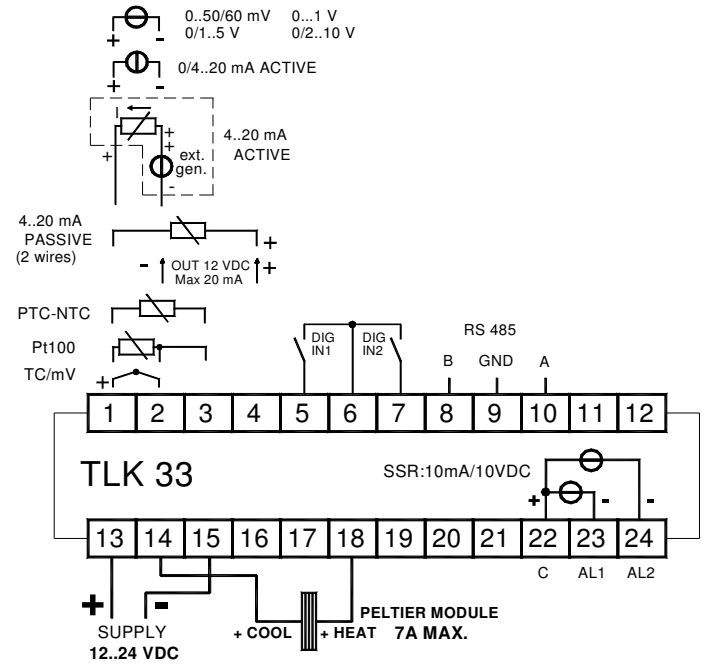 0..50/60 mV 0...1 V
0/1..5 V 0/2..10 V
+ -
0/4..20 mA ACTIVE
+ -
I
+
+
+
4..20 mA
ACTIVE
ext.
gen.
-
4..20 mA
PASSIVE
(2 wires)
+
- OUT 12 VDC +
Max 20 mA
PTC-NTC
Pt100
TC/mV
+
DIG
IN1
DIG
IN2
RS 485
B GND A
1 2 3 4 5 6 7 8 9 10 11 12
TLK 33
SSR:10mA/10VDC
+ - -
13 14 15 16 17 18 19 20 21 22 23 24
C AL1 AL2
+ -
SUPPLY
12..24 VDC
+ COOL + HEAT
PELTIER MODULE
7A MAX.